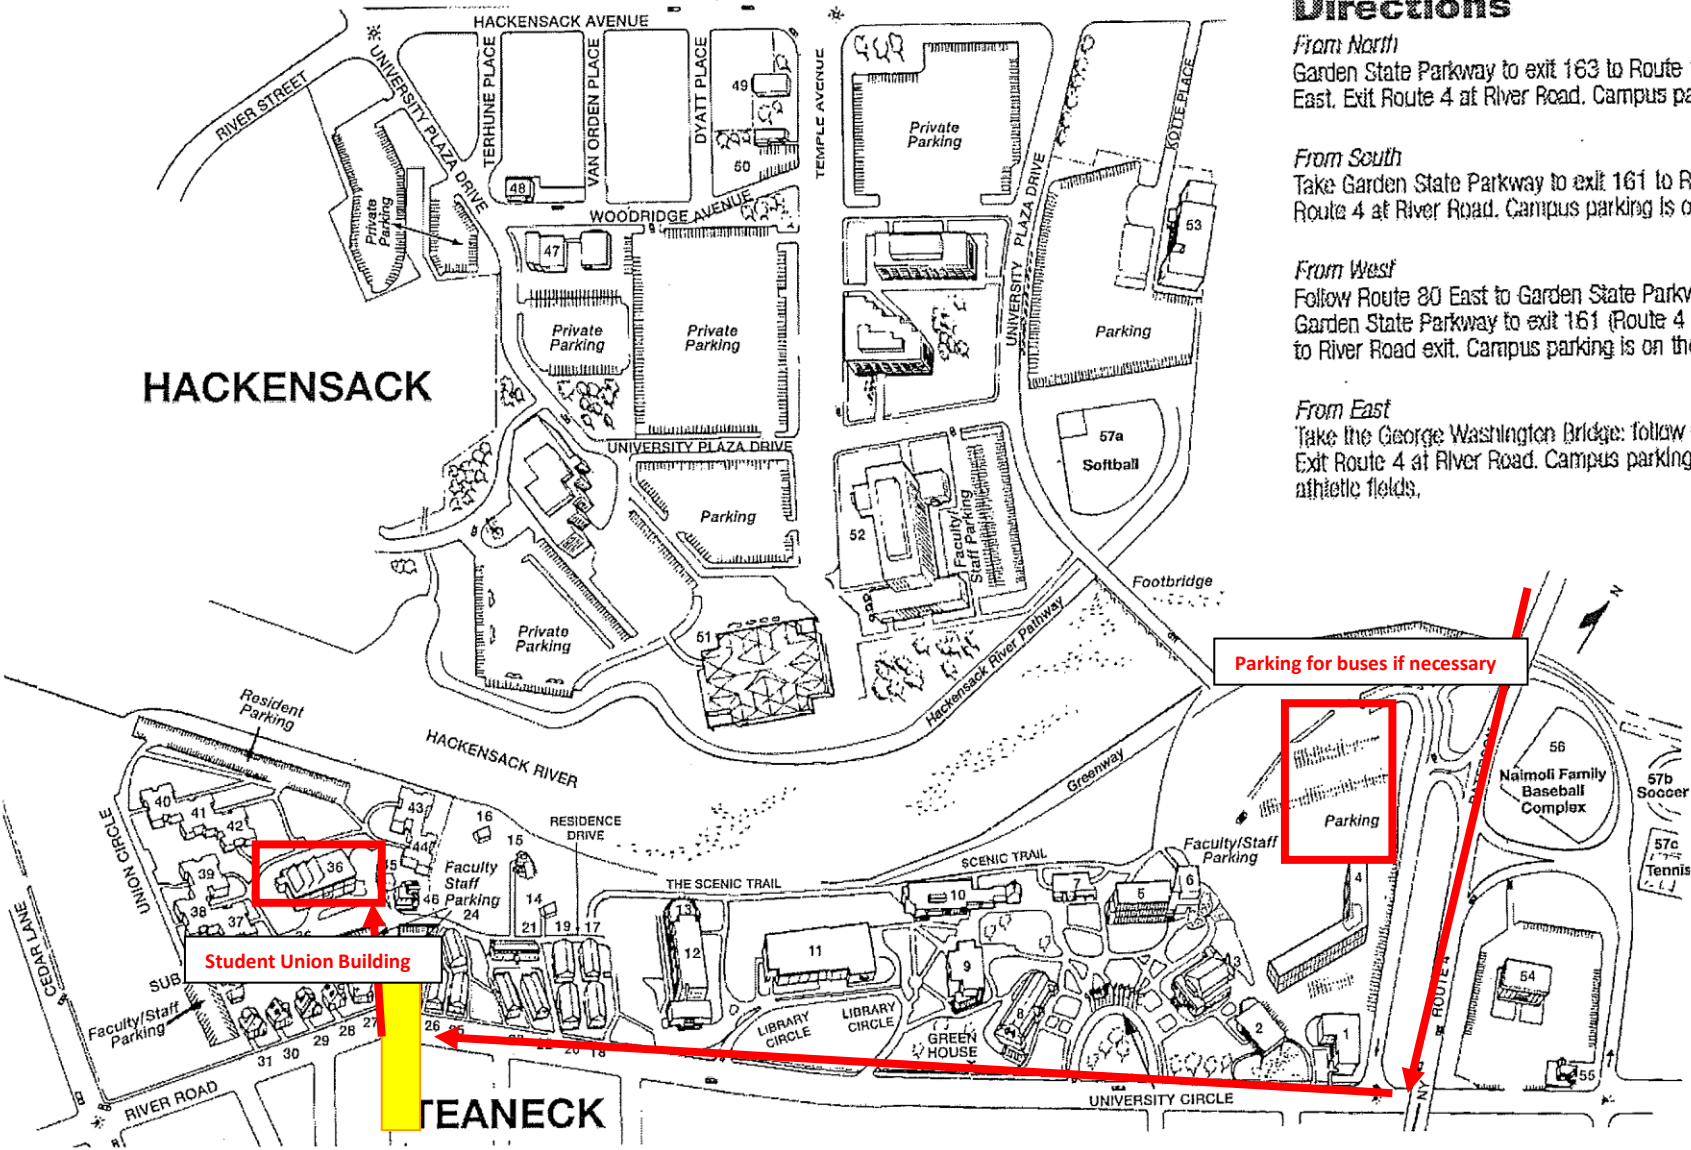 Directions
From North
Garden State Parkway to exit 163 to Route
East. Exit Route 4 at River Road. Campus pa
From South
Take Garden State Parkway to exit 161 to R
Route 4 at River Road. Campus parking is o
From West
Follow Route 80 East to Garden State Parkw
Garden State Parkway to exit 161 (Route 4
to River Road exit. Campus parking is on the
From East
Take the George Washington Bridge: follow
Exit Route 4 at River Road. Campus parking
athletic fields.
HACKENSACK AVENUE
RIVER STREET
UNIVERSITY PLAZA DRIVE
TERHUNE PLACE
VAN ORDEN PLACE
DYATT PLACE
TEMPLE AVENUE
KOTTE PLACE
49
50
48
WOODRIDGE AVENUE
Private
Parking
Private
Parking
UNIVERSITY PLAZA DRIVE
53
47
Private
Parking
Private
Parking
Parking
HACKENSACK
UNIVERSITY PLAZA DRIVE
57a
Softball
Parking
52
Faculty/
Staff Parking
Footbridge
Private
Parking
51
Hackensack River Pathway
N
Parking for buses if necessary
Resident
Parking
HACKENSACK RIVER
Greenway
56
Naimoli Family
Baseball
Complex
57b
Soccer
57c
Tennis
Parking
Faculty/Staff
Parking
UNION CIRCLE
40
41
42
43
44
16
15
RESIDENCE
DRIVE
39
36
45
46
Faculty
Staff
Parking
24
14
21
19
17
THE SCENIC TRAIL
SCENIC TRAIL
38
37
13
12
11
10
9
8
7
5
6
4
3
2
1
54
55
CEDAR LANE
Student Union Building
SUB
Faculty/Staff
Parking
31
30
29
28
27
26
25
20
18
LIBRARY
CIRCLE
LIBRARY
CIRCLE
GREEN
HOUSE
ROUTE 4
NY
RIVER ROAD
TEANECK
UNIVERSITY CIRCLE